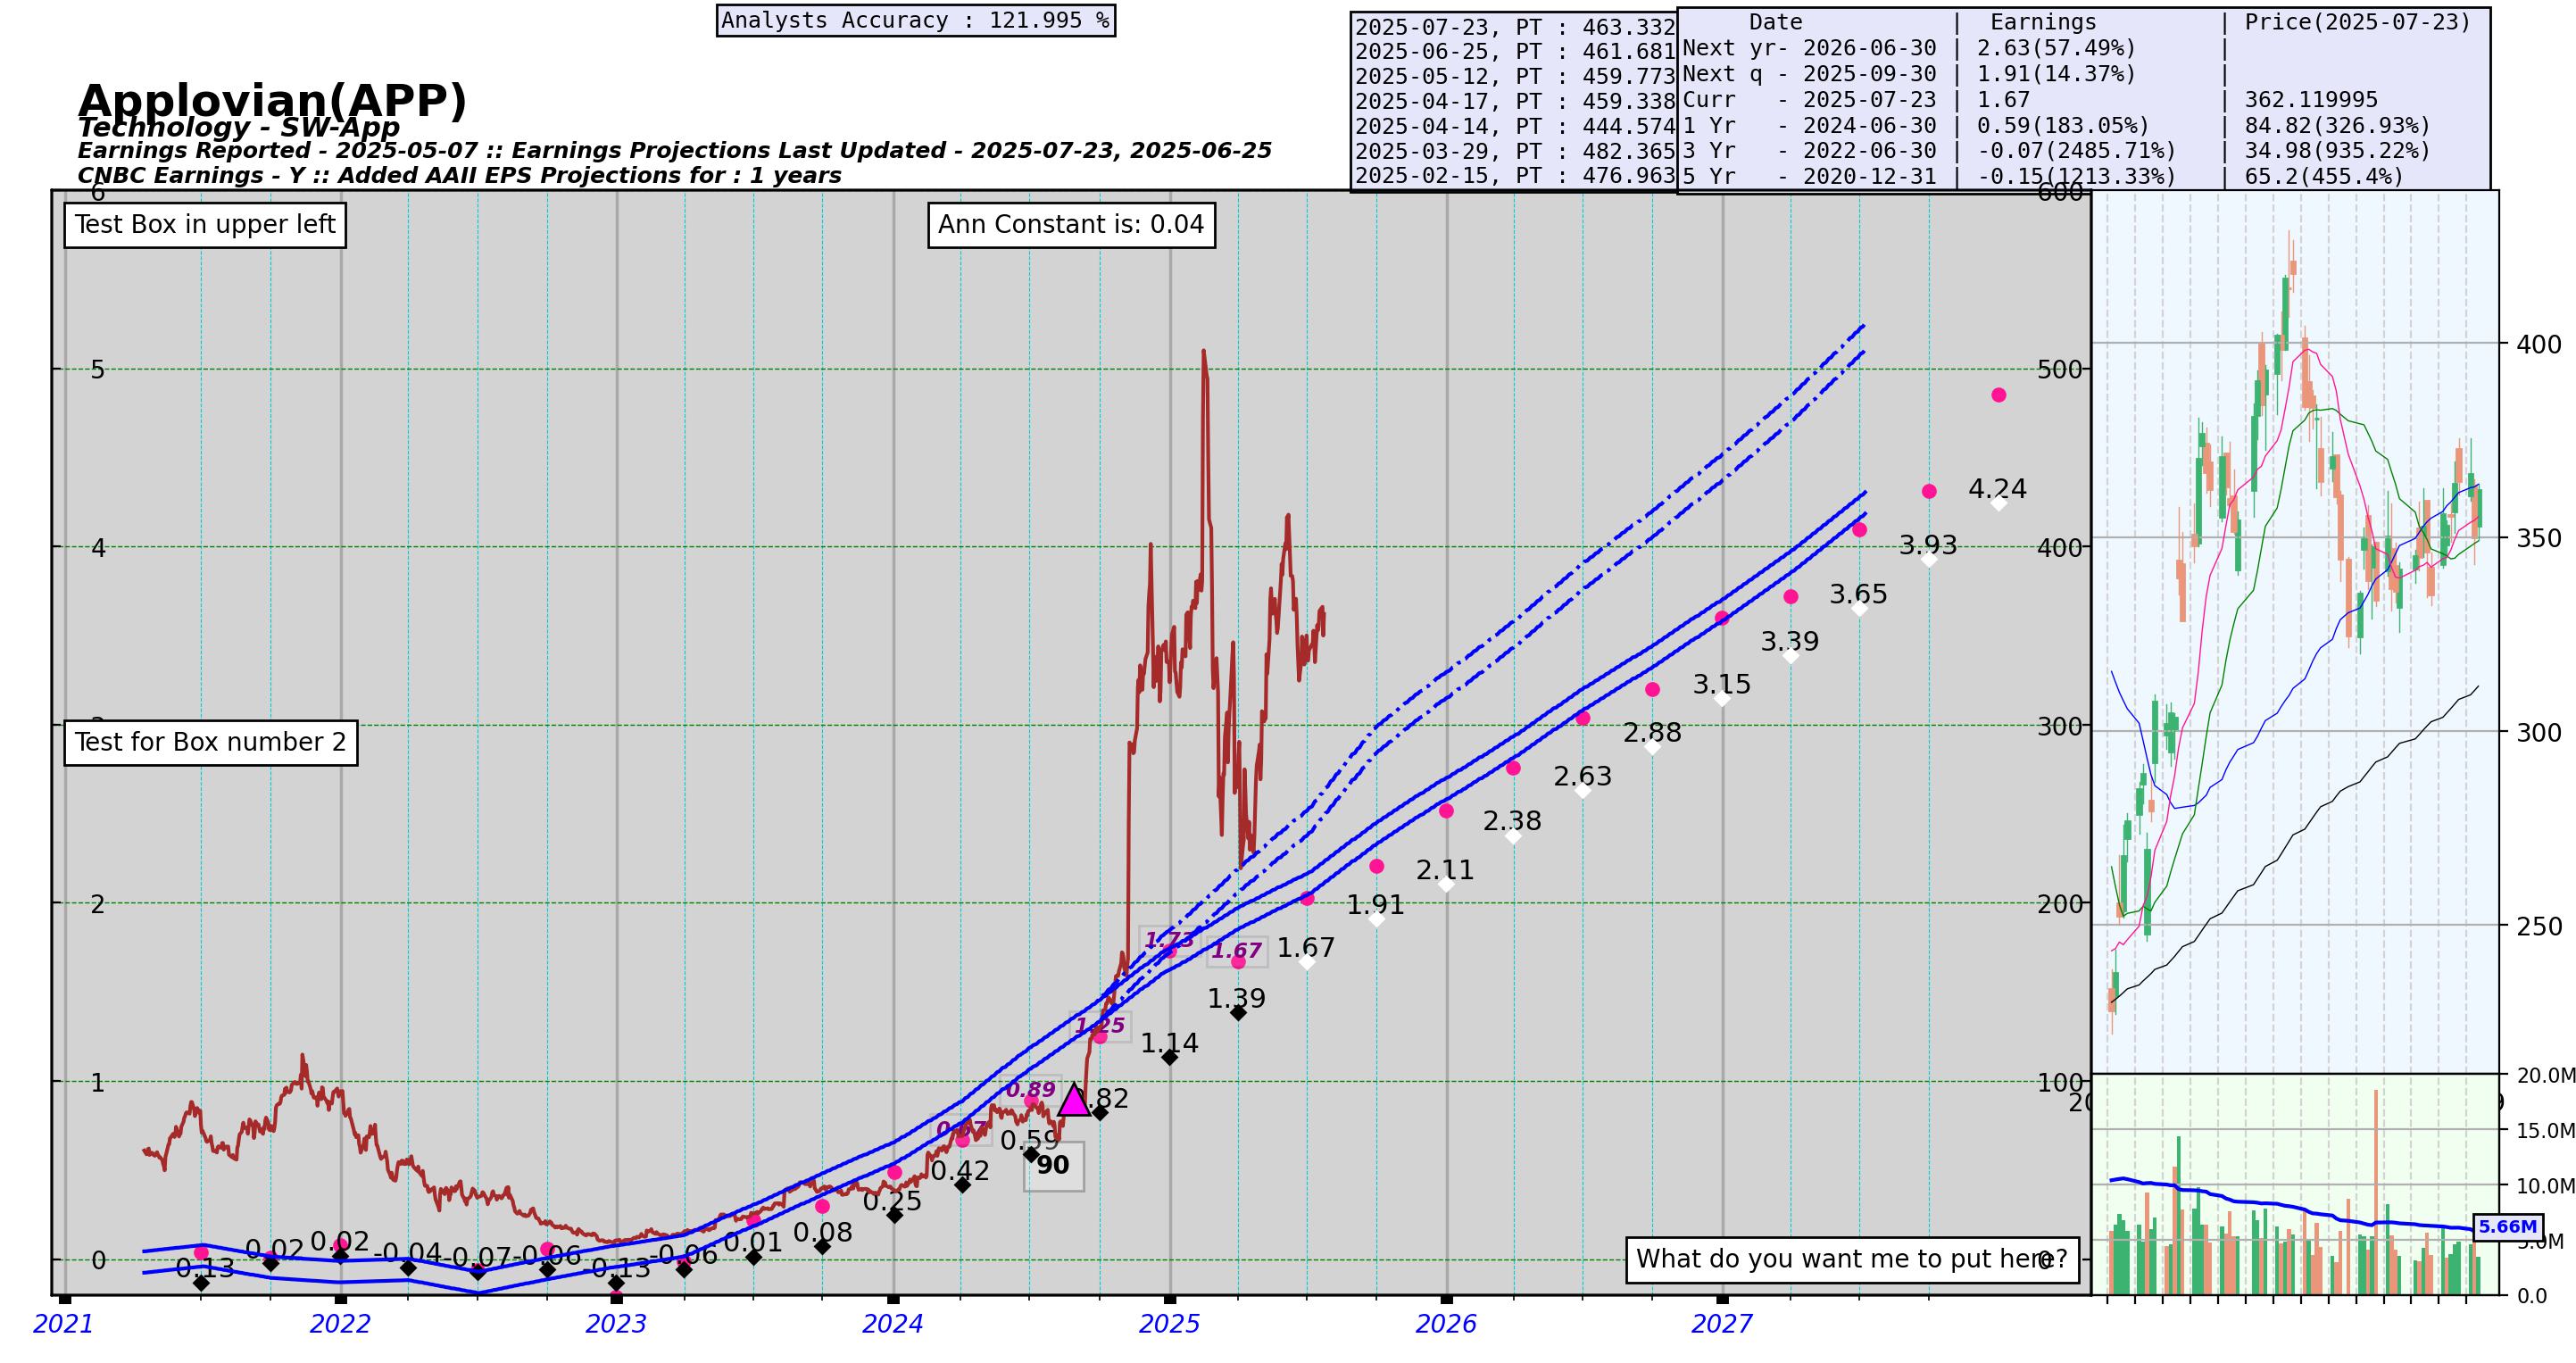 Analysts Accuracy : 121.995 %
2025-07-23, PT : 463.332
2025-06-25, PT : 461.681
2025-05-12, PT : 459.773
2025-04-17, PT : 459.338
2025-04-14, PT : 444.574
2025-03-29, PT : 482.365
2025-02-15, PT : 476.963
Date | Earnings | Price(2025-07-23)
Next yr- 2026-06-30 | 2.63(57.49%) |
Next q - 2025-09-30 | 1.91(14.37%) |
Curr - 2025-07-23 | 1.67 | 362.119995
1 Yr - 2024-06-30 | 0.59(183.05%) | 84.82(326.93%)
3 Yr - 2022-06-30 | -0.07(2485.71%) | 34.98(935.22%)
5 Yr - 2020-12-31 | -0.15(1213.33%) | 65.2(455.4%)
Applovian(APP)
Technology - SW-App
Earnings Reported - 2025-05-07 :: Earnings Projections Last Updated - 2025-07-23, 2025-06-25
CNBC Earnings - Y :: Added AAII EPS Projections for : 1 years
Test Box in upper left
Ann Constant is: 0.04
Test for Box number 2
What do you want me to put here?
6
5
4
2
1
0
600
500
400
300
200
100
0
0.13
0.02
0.02
-0.04
-0.07
-0.06
-0.13
-0.06
0.01
0.08
0.25
0.42
0.59
0.82
1.14
1.39
1.67
1.91
2.11
2.38
2.63
2.88
3.15
3.39
3.65
3.93
4.24
0.67
0.89
1.25
1.73
1.67
90
2021
2022
2023
2024
2025
2026
2027
400
350
300
250
20.0M
15.0M
10.0M
5.0M
0.0
5.66M